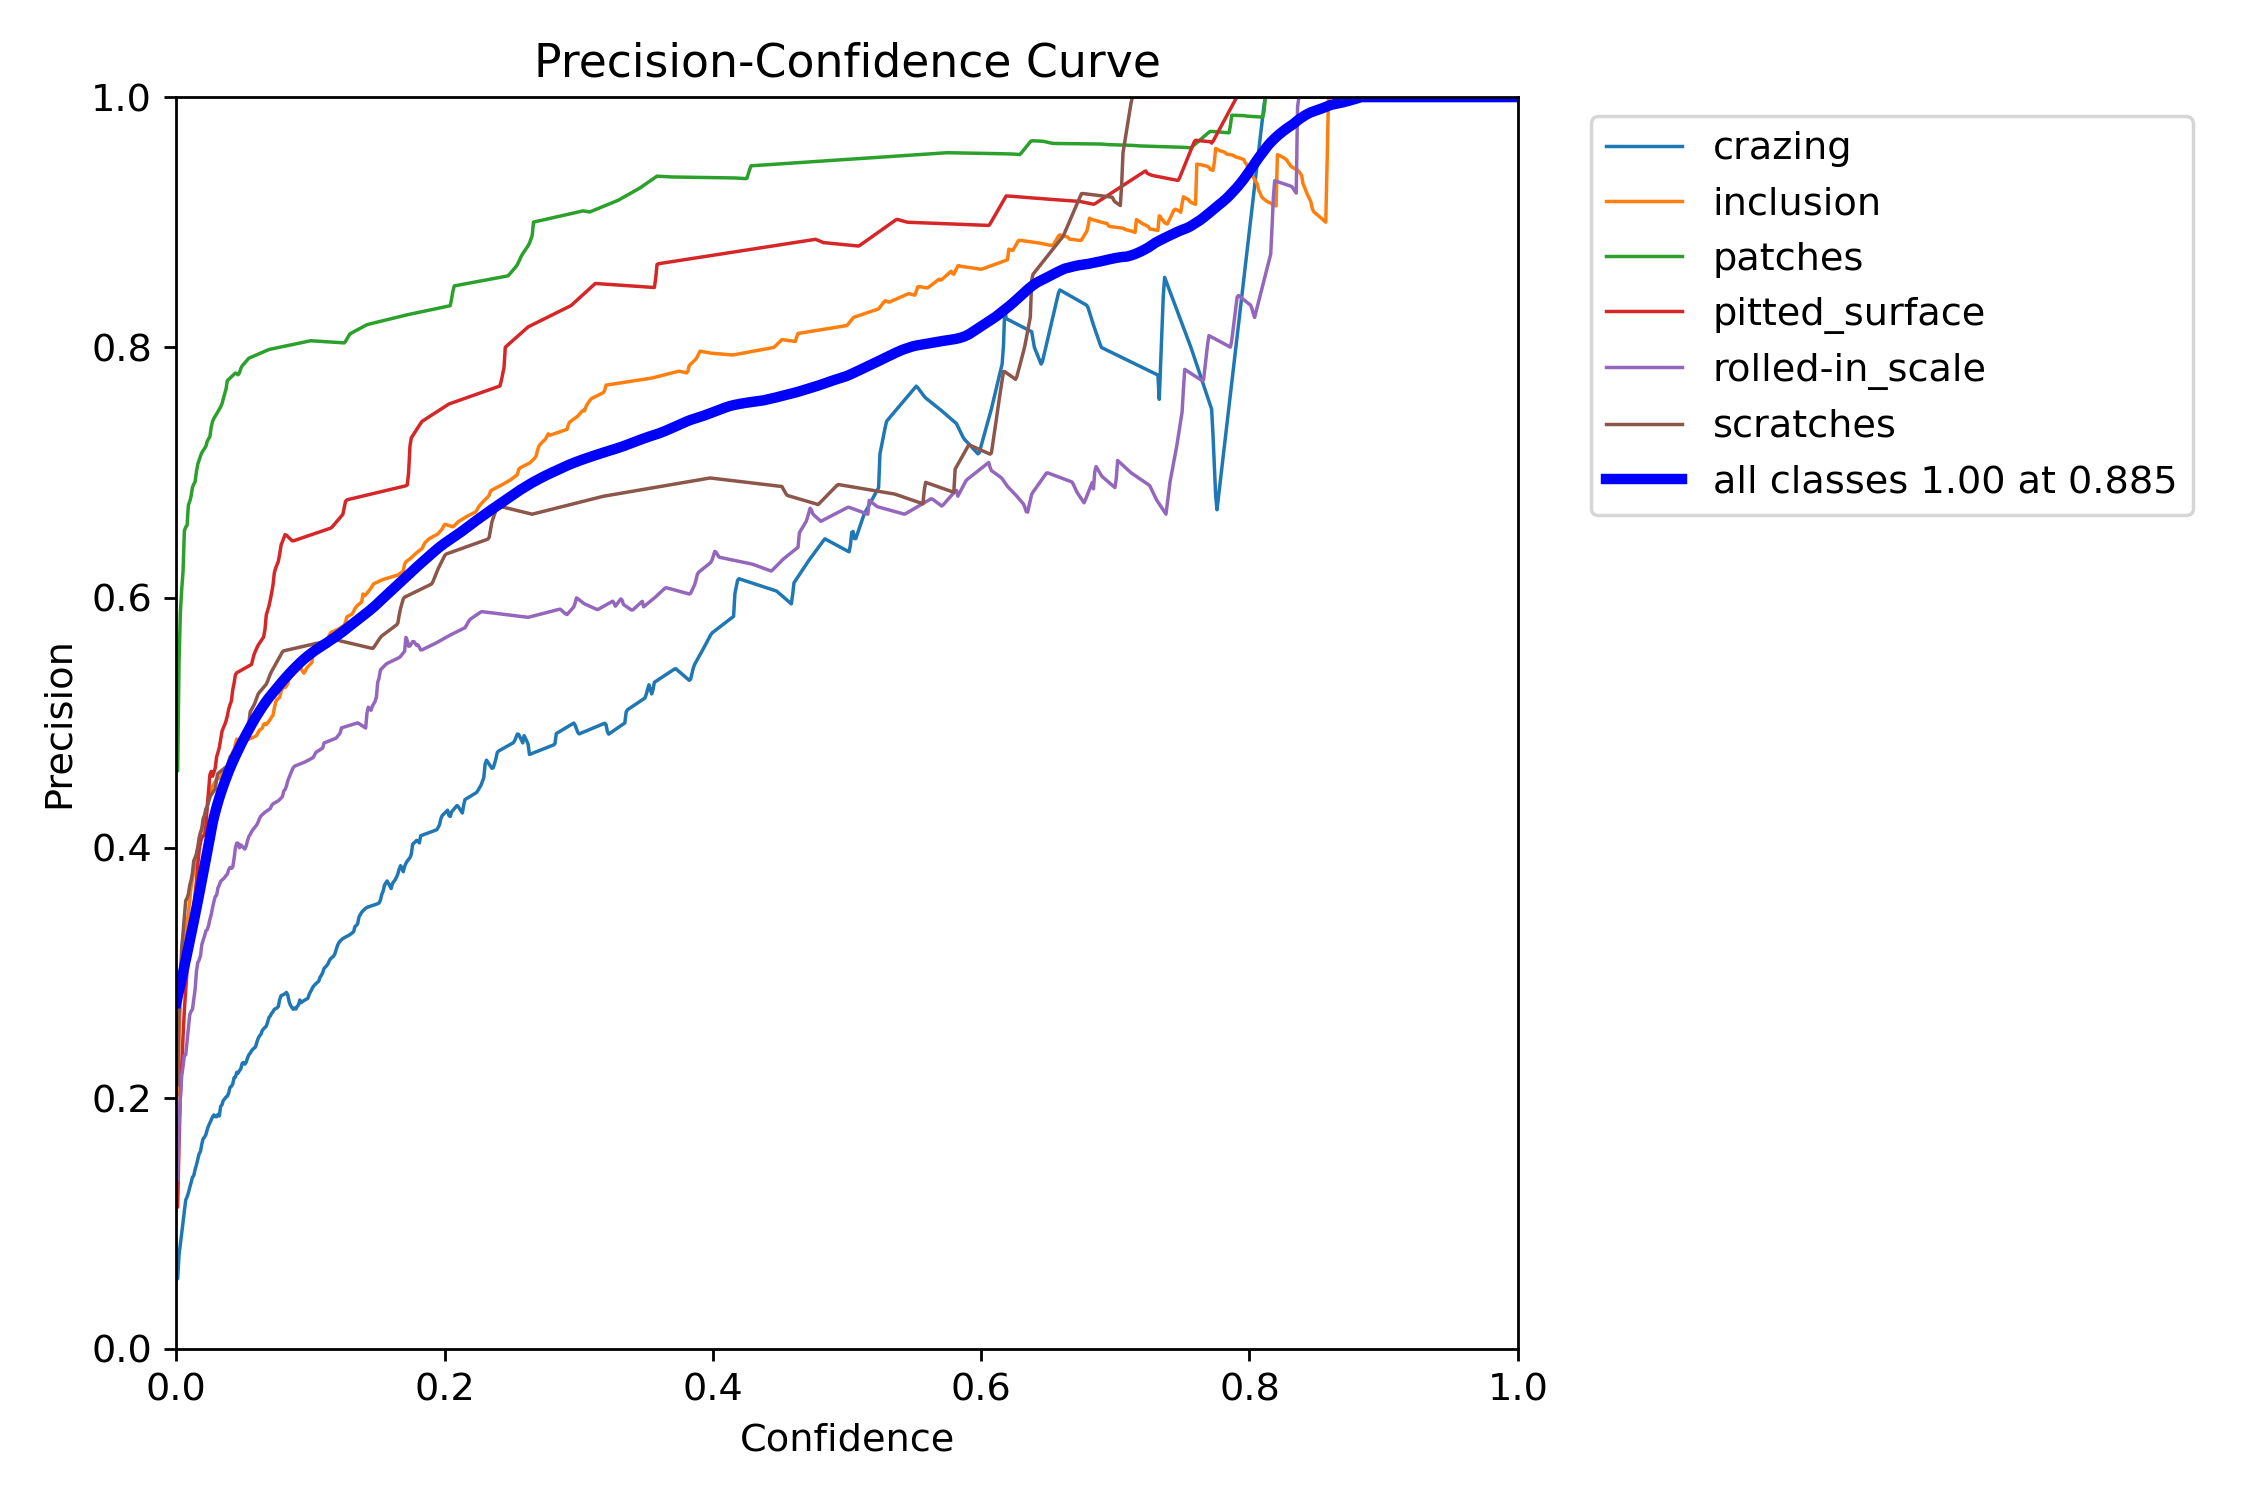 Precision-Confidence Curve
1.0
0.8
0.6
0.4
0.2
0.0
Precision
0.0 0.2 0.4 0.6 0.8 1.0
Confidence
crazing
inclusion
patches
pitted_surface
rolled-in_scale
scratches
all classes 1.00 at 0.885